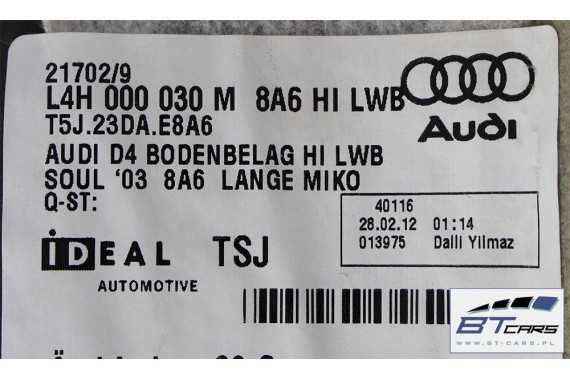 21702/9
L4H 000 030 M 8A6 HI LWB
T5J.23DA.E8A6
Audi
AUDI D4 BODENBELAG HI LWB
SOUL '03 8A6 LANGE MIKO
Q-ST:
40116
28.02.12 01:14
013975 Dalli Yilmaz
iDEAL TSJ
AUTOMOTIVE
BT CARS
WWW.BT-CARS.PL